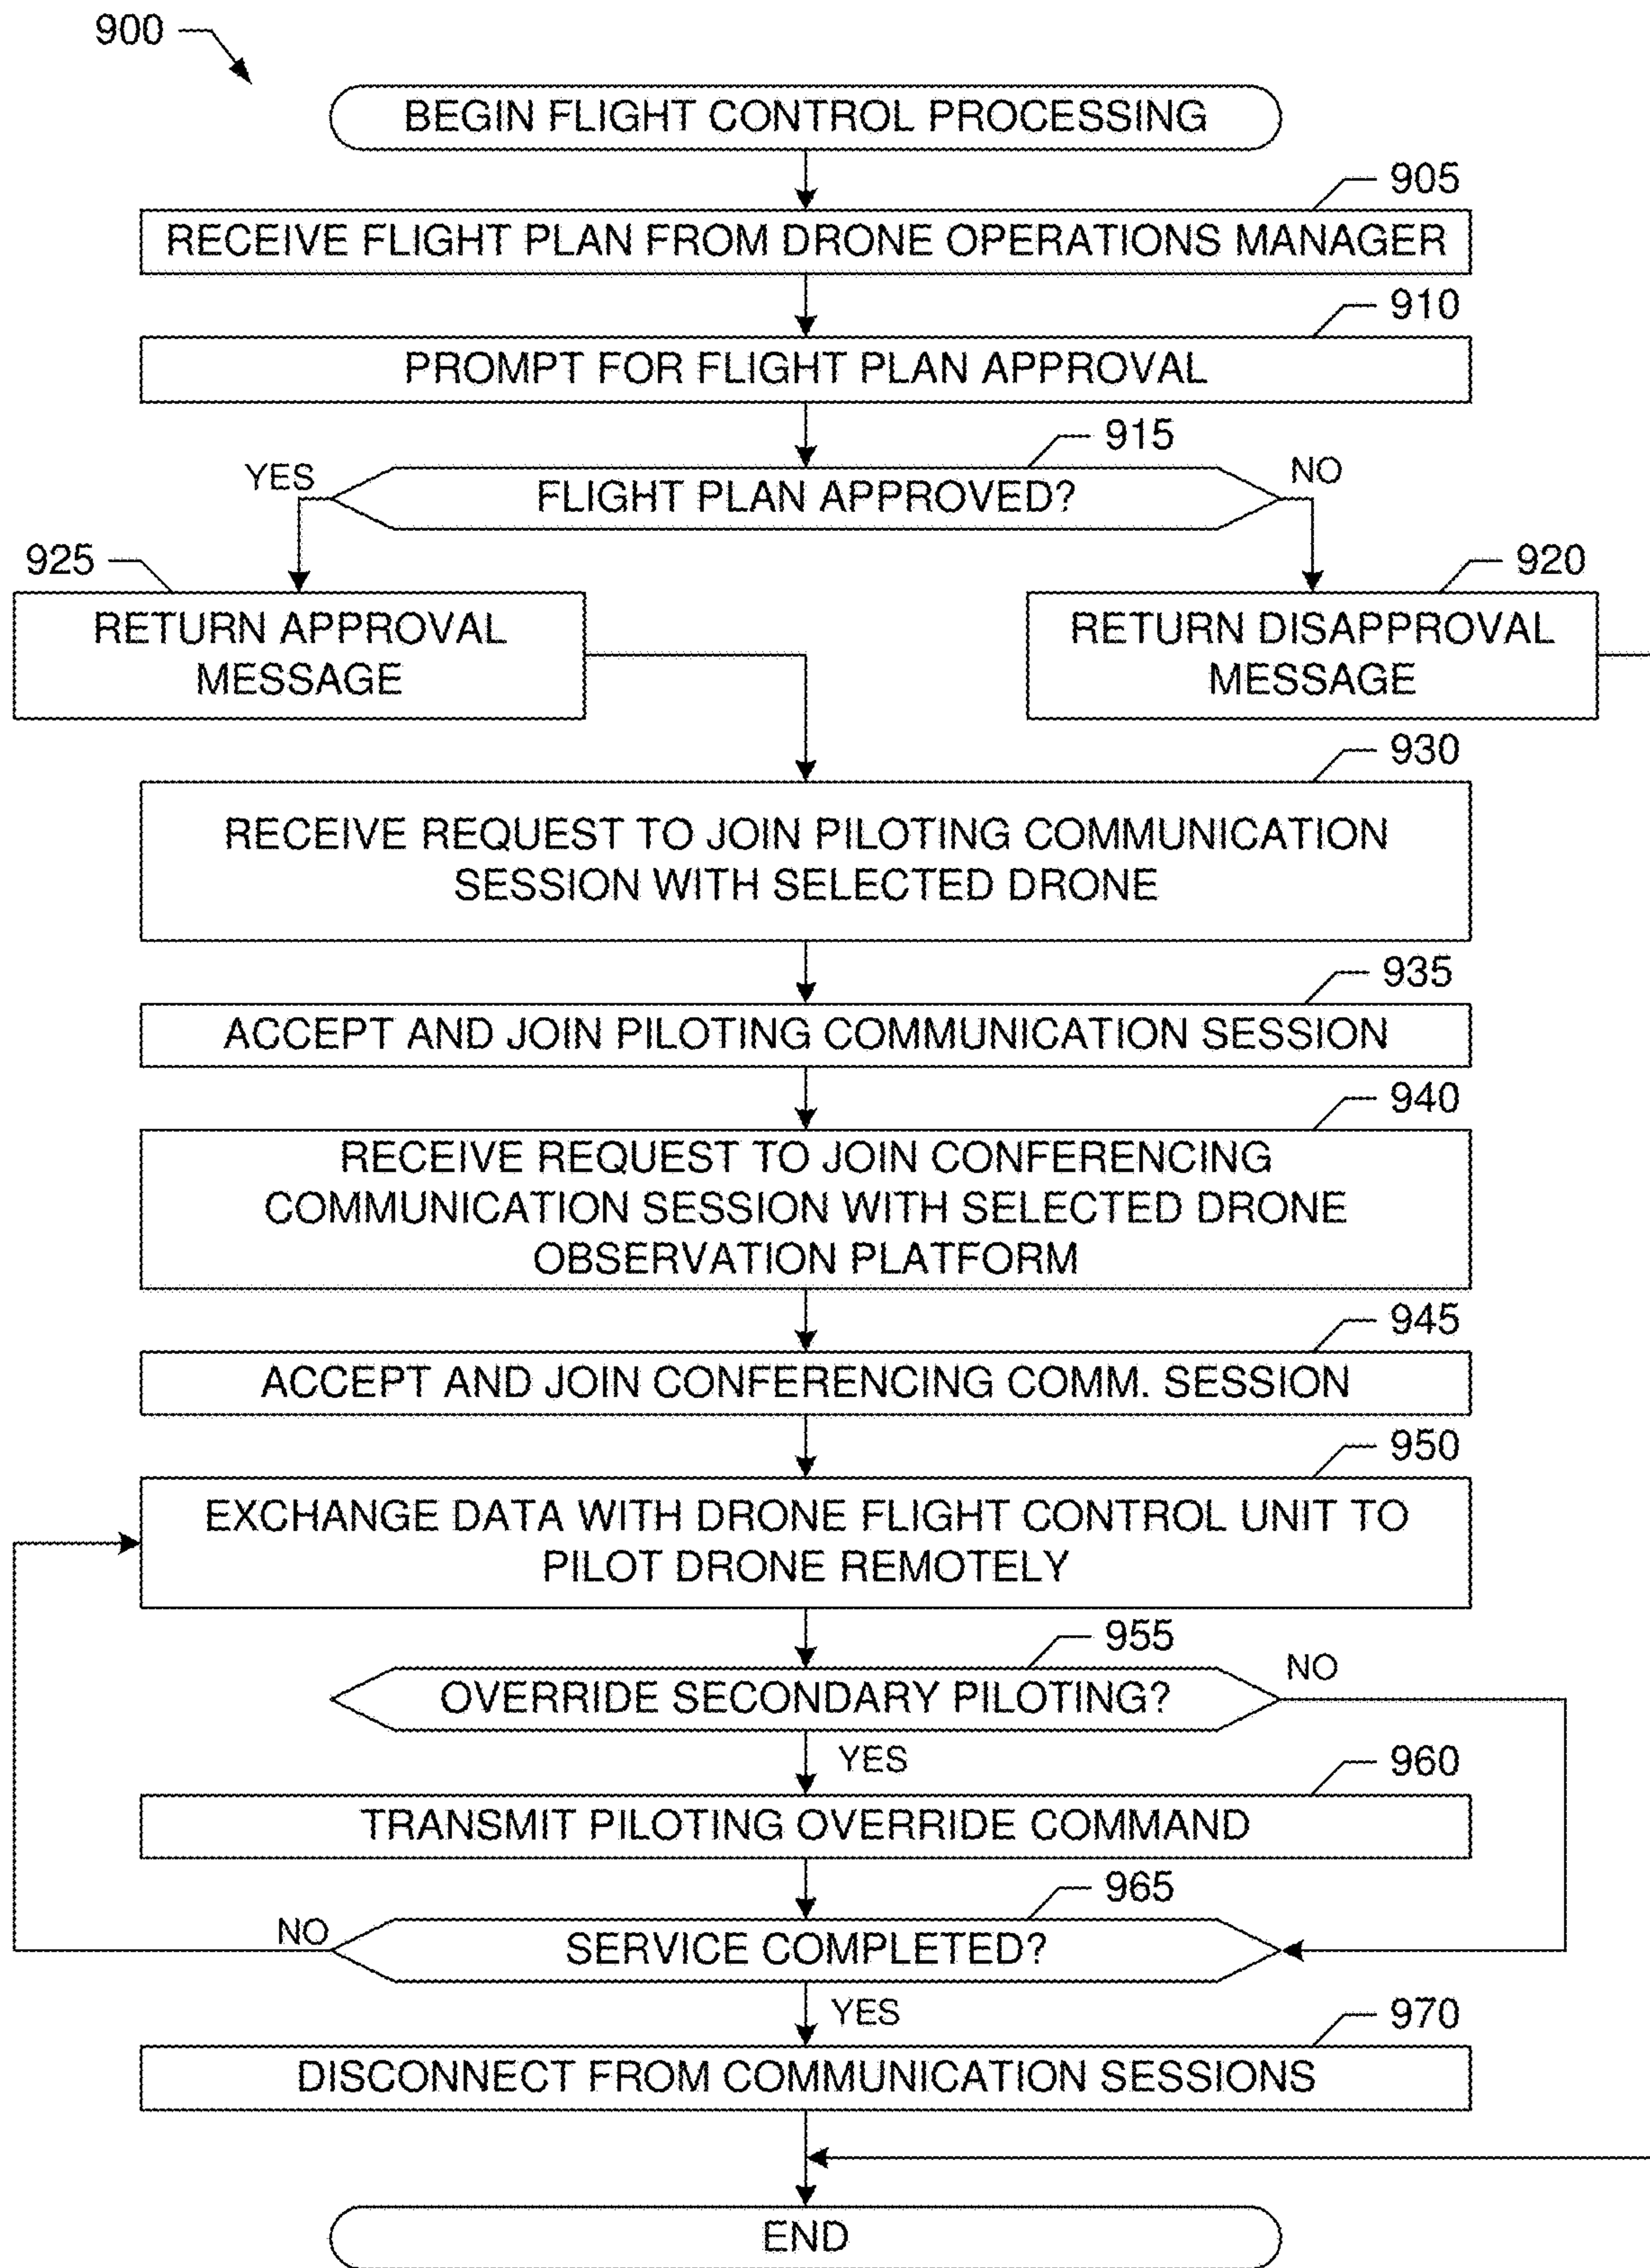 900
BEGIN FLIGHT CONTROL PROCESSING
905
RECEIVE FLIGHT PLAN FROM DRONE OPERATIONS MANAGER
910
PROMPT FOR FLIGHT PLAN APPROVAL
915
YES
FLIGHT PLAN APPROVED?
NO
925
RETURN APPROVAL
MESSAGE
920
RETURN DISAPPROVAL
MESSAGE
930
RECEIVE REQUEST TO JOIN PILOTING COMMUNICATION
SESSION WITH SELECTED DRONE
935
ACCEPT AND JOIN PILOTING COMMUNICATION SESSION
940
RECEIVE REQUEST TO JOIN CONFERENCING
COMMUNICATION SESSION WITH SELECTED DRONE
OBSERVATION PLATFORM
945
ACCEPT AND JOIN CONFERENCING COMM. SESSION
950
EXCHANGE DATA WITH DRONE FLIGHT CONTROL UNIT TO
PILOT DRONE REMOTELY
955
OVERRIDE SECONDARY PILOTING?
NO
YES
960
TRANSMIT PILOTING OVERRIDE COMMAND
965
NO
SERVICE COMPLETED?
YES
970
DISCONNECT FROM COMMUNICATION SESSIONS
END